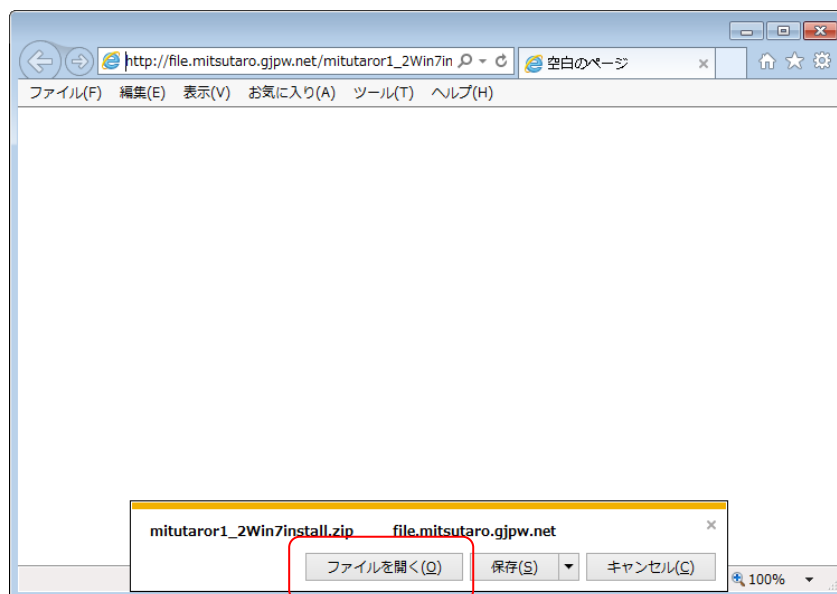 http://file.mitsutaro.gjpw.net/mitutaror1_2Win7in
空白のページ
ファイル(F) 編集(E) 表示(V) お気に入り(A) ツール(T) ヘルプ(H)
mitutaror1_2Win7install.zip file.mitsutaro.gjpw.net
ファイルを開く(O) 保存(S) キャンセル(C)
100%